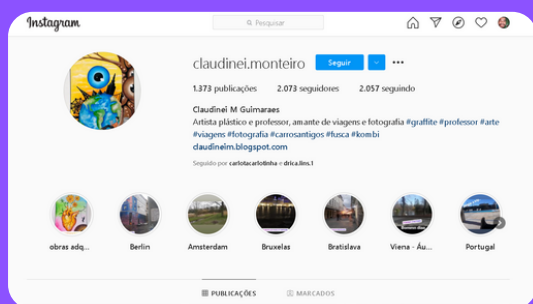 Instagram
Pesquisar
claudinei.monteiro Seguir
1.373 publicações 2.073 seguidores 2.057 seguindo
Claudinei M Guimaraes
Artista plástico e professor, amante de viagens e fotografia #graffite #professor #arte
#viagens #fotografia #carrosantigos #fusca #kombi
claudineim.blogspot.com
Seguido por carlotacarlotinha e drica.lins.1
obras adq... Berlin Amsterdam Bruxelas Bratislava Viena - Áu... Portugal
PUBLICAÇÕES MARCADOS